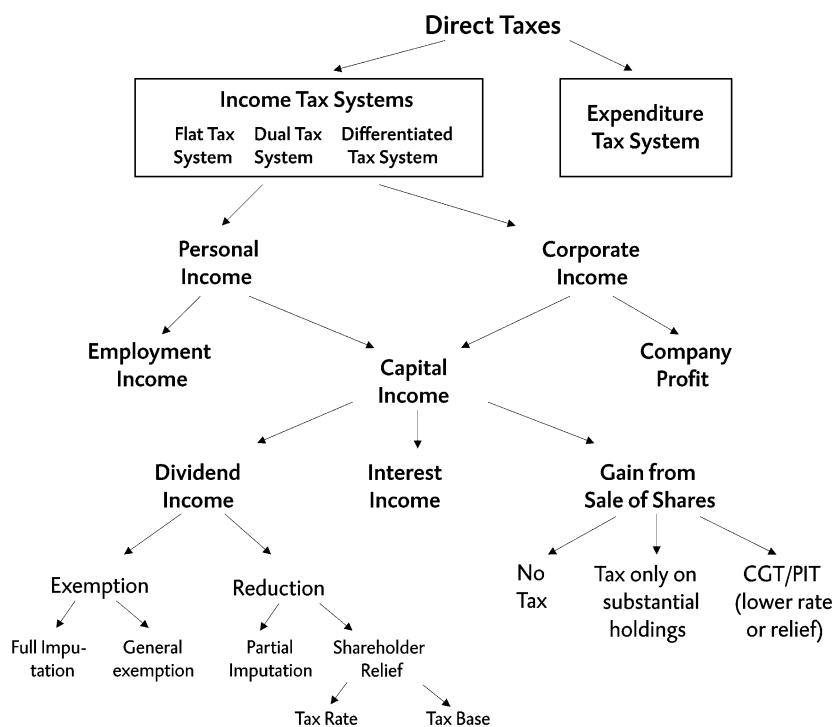 Direct Taxes
Income Tax Systems
Flat Tax
System
Dual Tax
System
Differentiated
Tax System
Expenditure
Tax System
Personal
Income
Corporate
Income
Employment
Income
Capital
Income
Company
Profit
Dividend
Income
Interest
Income
Gain from
Sale of Shares
Exemption
Reduction
No
Tax
Tax only on
substantial
holdings
CGT/PIT
(lower rate
or relief)
Full Impu-
tation
General
exemption
Partial
Imputation
Shareholder
Relief
Tax Rate
Tax Base